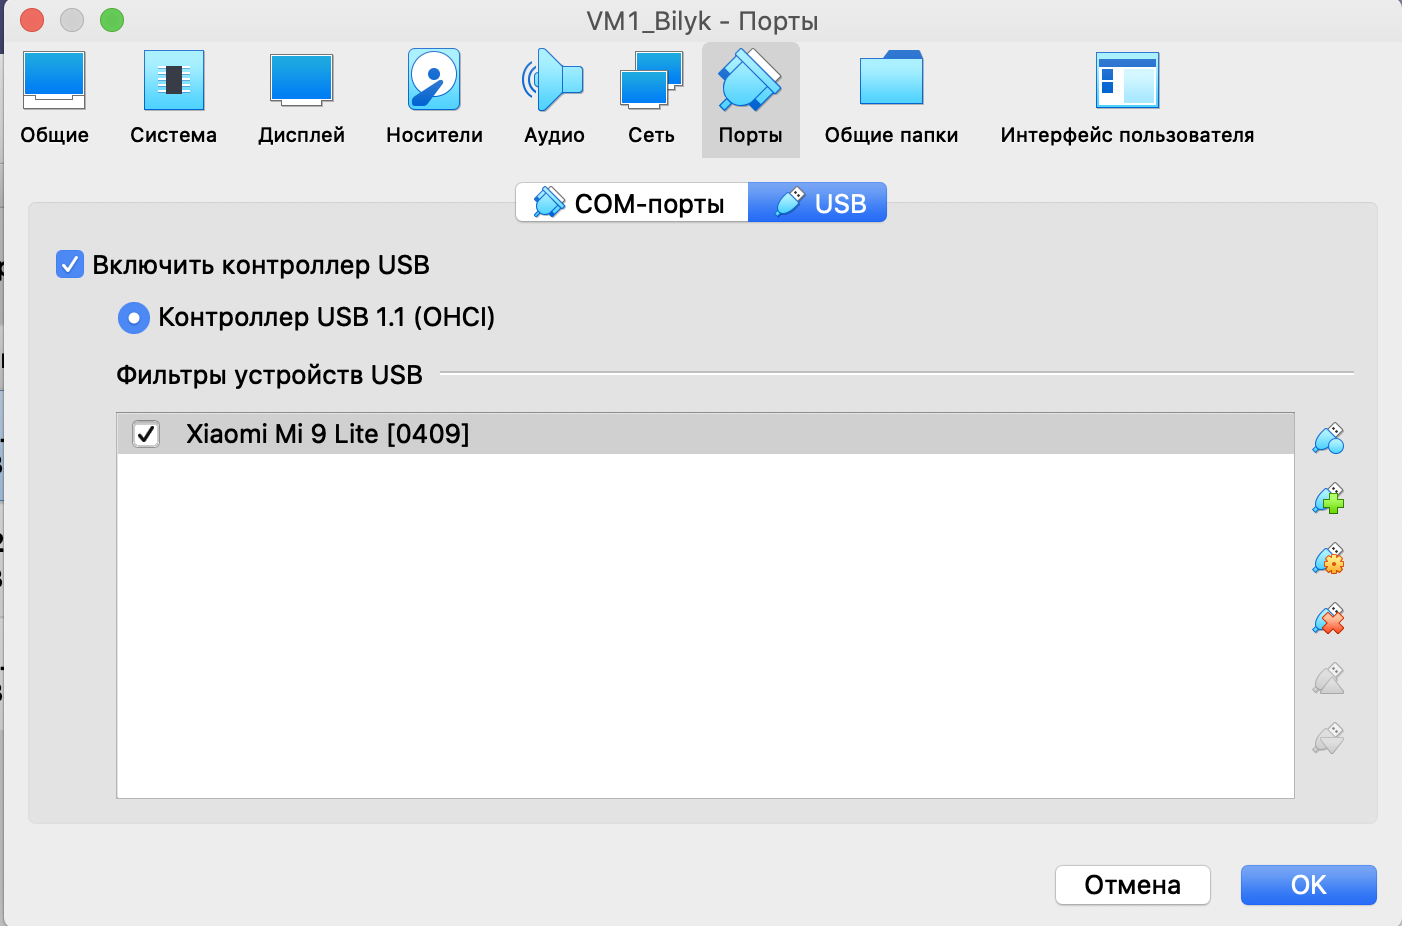 VM1_Bilyk - Порты
Общие
Система
Дисплей
Носители
Аудио
Сеть
Порты
Общие папки
Интерфейс пользователя
COM-порты
USB
Включить контроллер USB
Контроллер USB 1.1 (OHCI)
Фильтры устройств USB
Xiaomi Mi 9 Lite [0409]
Отмена
OK